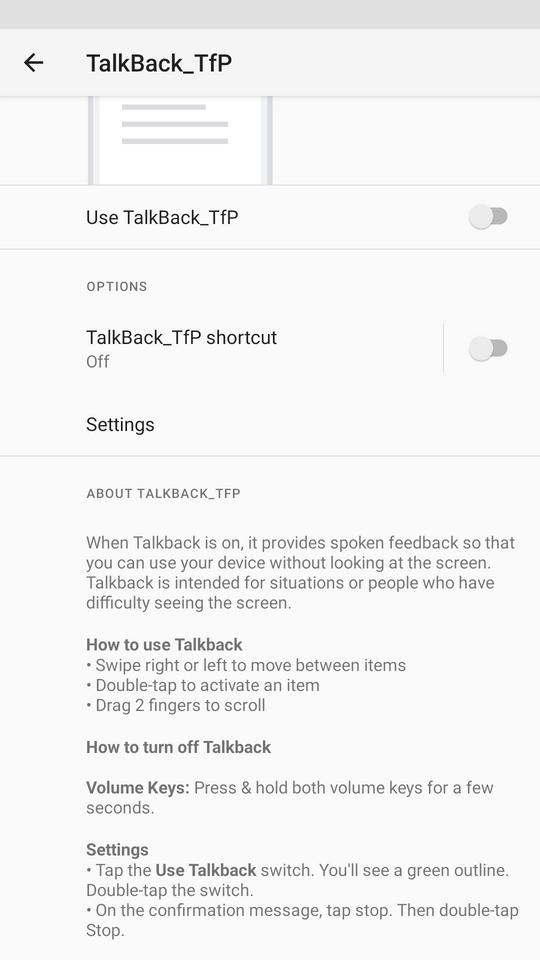 TalkBack_TfP
Use TalkBack_TfP
OPTIONS
TalkBack_TfP shortcut
Off
Settings
ABOUT TALKBACK_TFP
When Talkback is on, it provides spoken feedback so that
you can use your device without looking at the screen.
Talkback is intended for situations or people who have
difficulty seeing the screen.
How to use Talkback
• Swipe right or left to move between items
• Double-tap to activate an item
• Drag 2 fingers to scroll
How to turn off Talkback
Volume Keys: Press & hold both volume keys for a few
seconds.
Settings
• Tap the Use Talkback switch. You'll see a green outline.
Double-tap the switch.
• On the confirmation message, tap stop. Then double-tap
Stop.